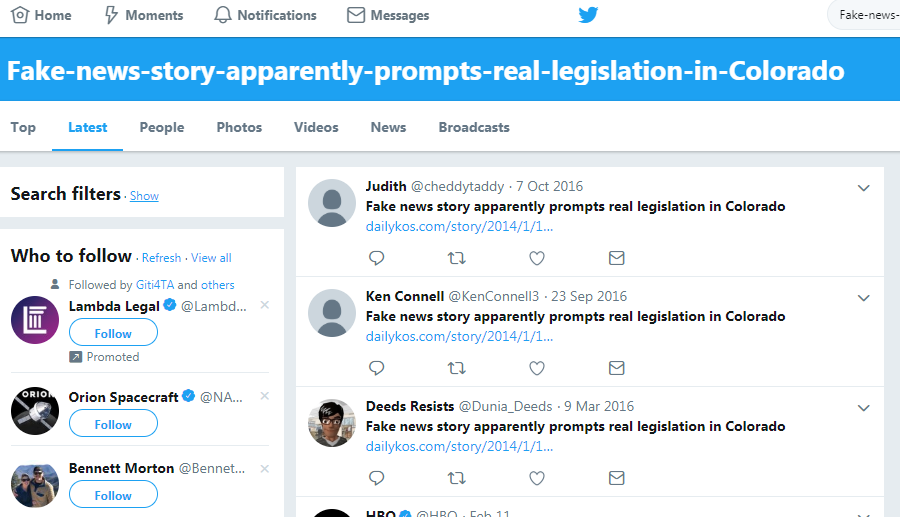 Home Moments Notifications Messages Fake-news-
Fake-news-story-apparently-prompts-real-legislation-in-Colorado
Top Latest People Photos Videos News Broadcasts
Search filters · Show
Who to follow · Refresh · View all
Followed by Giti4TA and others
Lambda Legal @Lambd...
Follow
Promoted
ORION
Orion Spacecraft @NA...
Follow
Bennett Morton @Bennet...
Follow
Judith @cheddytaddy · 7 Oct 2016
Fake news story apparently prompts real legislation in Colorado
dailykos.com/story/2014/1/1...
Ken Connell @KenConnell3 · 23 Sep 2016
Fake news story apparently prompts real legislation in Colorado
dailykos.com/story/2014/1/1...
Deeds Resists @Dunia_Deeds · 9 Mar 2016
Fake news story apparently prompts real legislation in Colorado
dailykos.com/story/2014/1/1...
HBO @HBO · Feb 11